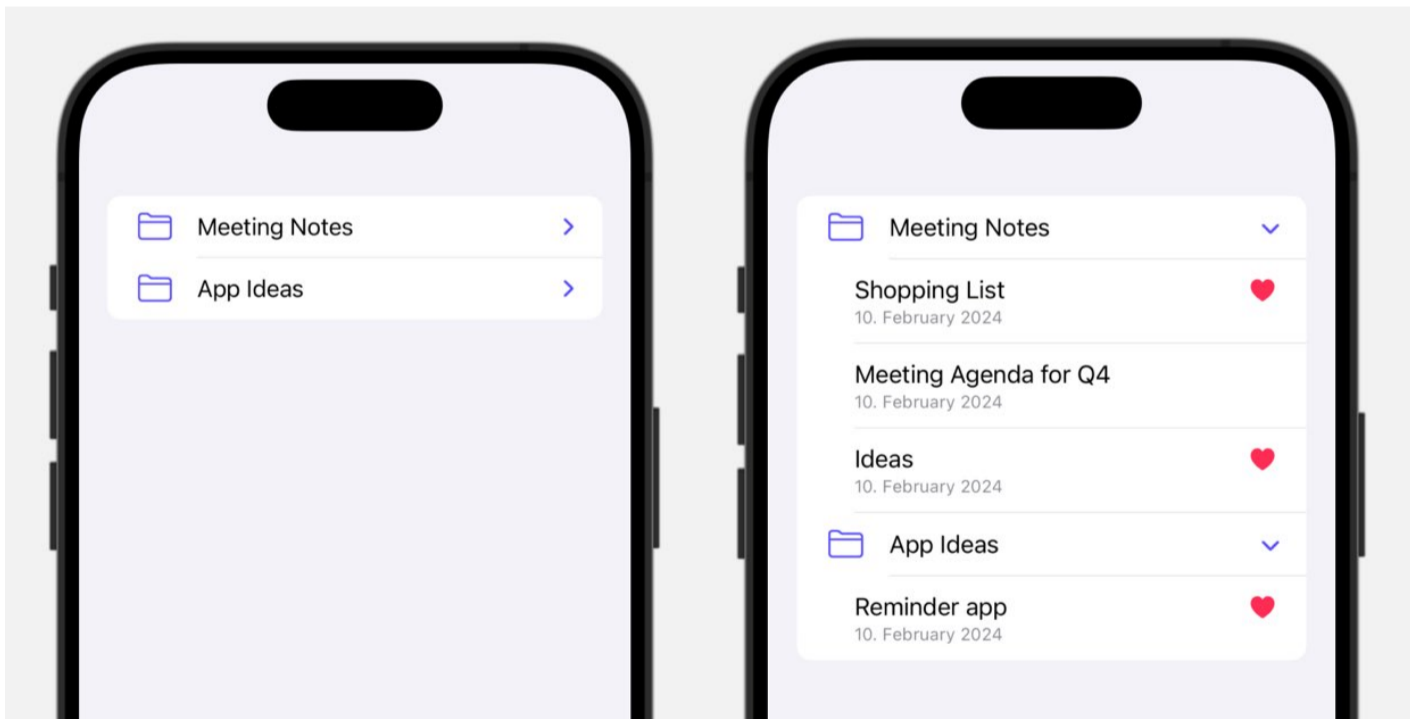 Meeting Notes
App Ideas
Meeting Notes
Shopping List
10. February 2024
Meeting Agenda for Q4
10. February 2024
Ideas
10. February 2024
App Ideas
Reminder app
10. February 2024